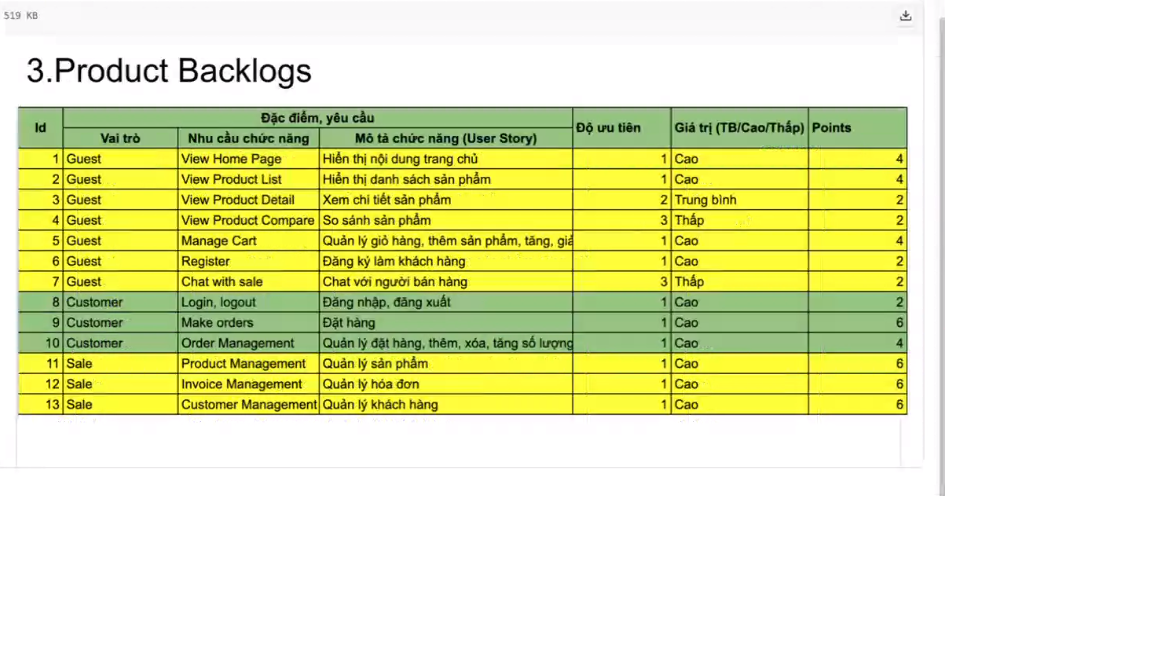 519 KB
3.Product Backlogs
Id Đặc điểm, yêu cầu Độ ưu tiên Giá trị (TB/Cao/Thấp) Points
Vai trò Nhu cầu chức năng Mô tả chức năng (User Story)
1 Guest View Home Page Hiển thị nội dung trang chủ 1 Cao 4
2 Guest View Product List Hiển thị danh sách sản phẩm 1 Cao 4
3 Guest View Product Detail Xem chi tiết sản phẩm 2 Trung bình 2
4 Guest View Product Compare So sánh sản phẩm 3 Thấp 2
5 Guest Manage Cart Quản lý giỏ hàng, thêm sản phẩm, tăng, giả 1 Cao 4
6 Guest Register Đăng ký làm khách hàng 1 Cao 2
7 Guest Chat with sale Chat với người bán hàng 3 Thấp 2
8 Customer Login, logout Đăng nhập, đăng xuất 1 Cao 2
9 Customer Make orders Đặt hàng 1 Cao 6
10 Customer Order Management Quản lý đặt hàng, thêm, xóa, tăng số lượng 1 Cao 4
11 Sale Product Management Quản lý sản phẩm 1 Cao 6
12 Sale Invoice Management Quản lý hóa đơn 1 Cao 6
13 Sale Customer Management Quản lý khách hàng 1 Cao 6